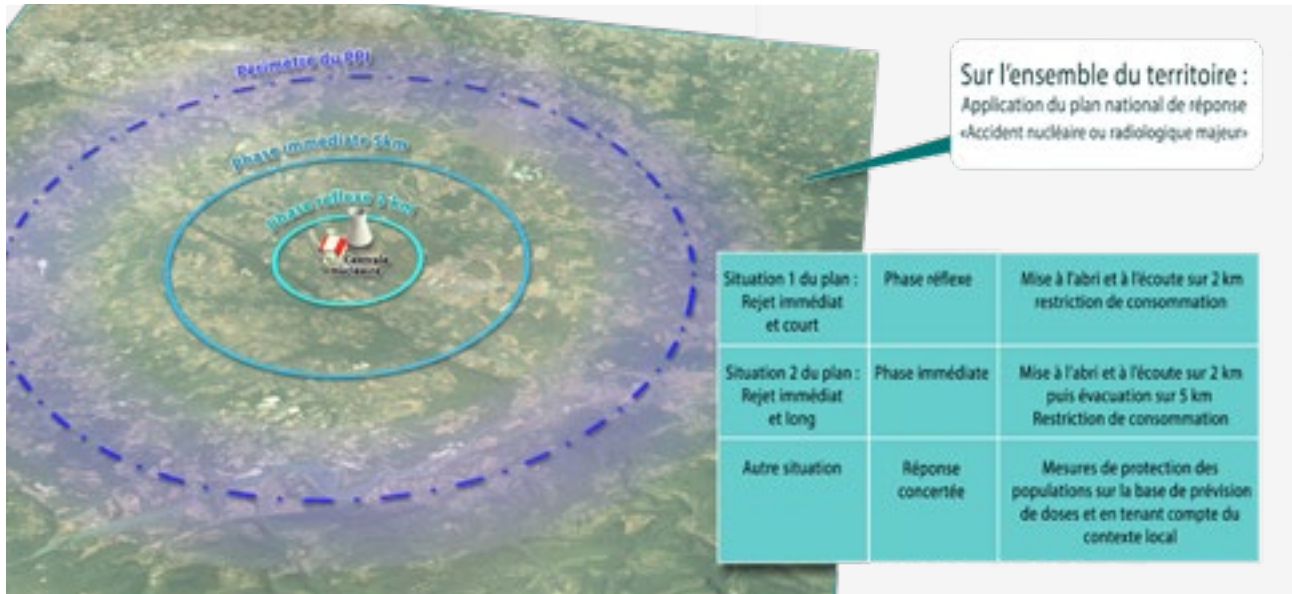 Périmètre du PPI
Phase immédiate 5km
Phase réflexe 2 km
Centrale
nucléaire
Sur l'ensemble du territoire :
Application du plan national de réponse
«Accident nucléaire ou radiologique majeur»
Situation 1 du plan :
Rejet immédiat
et court
Phase réflexe
Mise à l'abri et à l'écoute sur 2 km
restriction de consommation
Situation 2 du plan :
Rejet immédiat
et long
Phase immédiate
Mise à l'abri et à l'écoute sur 2 km
puis évacuation sur 5 km
Restriction de consommation
Autre situation
Réponse
concertée
Mesures de protection des
populations sur la base de prévision
de doses et en tenant compte du
contexte local